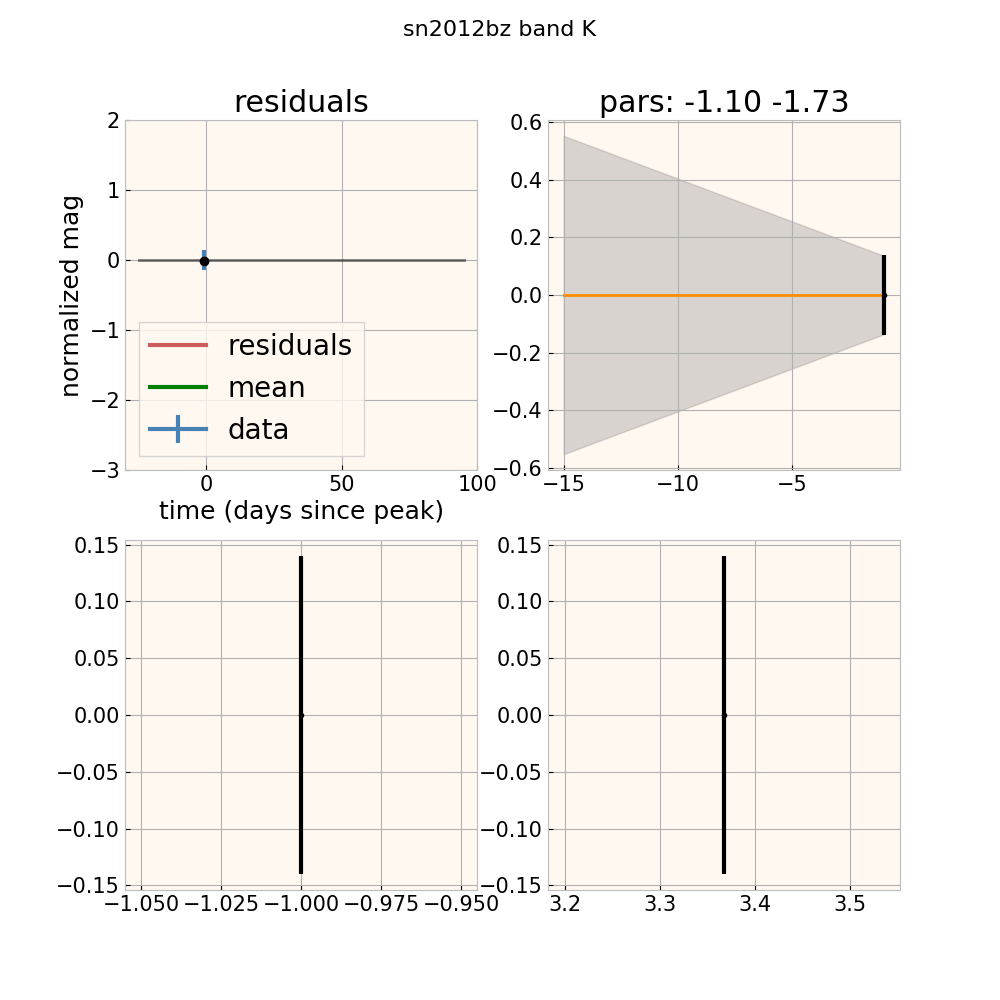 sn2012bz band K
residuals
pars: -1.10 -1.73
normalized mag
2
1
0
−1
−2
−3
residuals
mean
data
0 50 100
time (days since peak)
0.6
0.4
0.2
0.0
−0.2
−0.4
−0.6
−15 −10 −5
0.15
0.10
0.05
0.00
−0.05
−0.10
−0.15
−1.050 −1.025 −1.000 −0.975 −0.950
0.15
0.10
0.05
0.00
−0.05
−0.10
−0.15
3.2 3.3 3.4 3.5